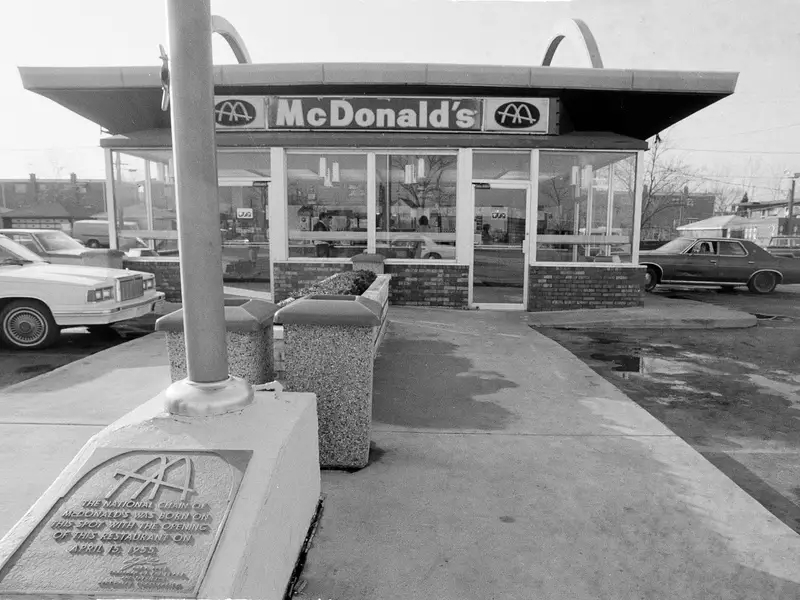 McDonald's
THE NATIONAL CHAIN OF
McDONALD'S WAS BORN ON
THIS SPOT WITH THE OPENING
OF THIS RESTAURANT ON
APRIL 15, 1955.